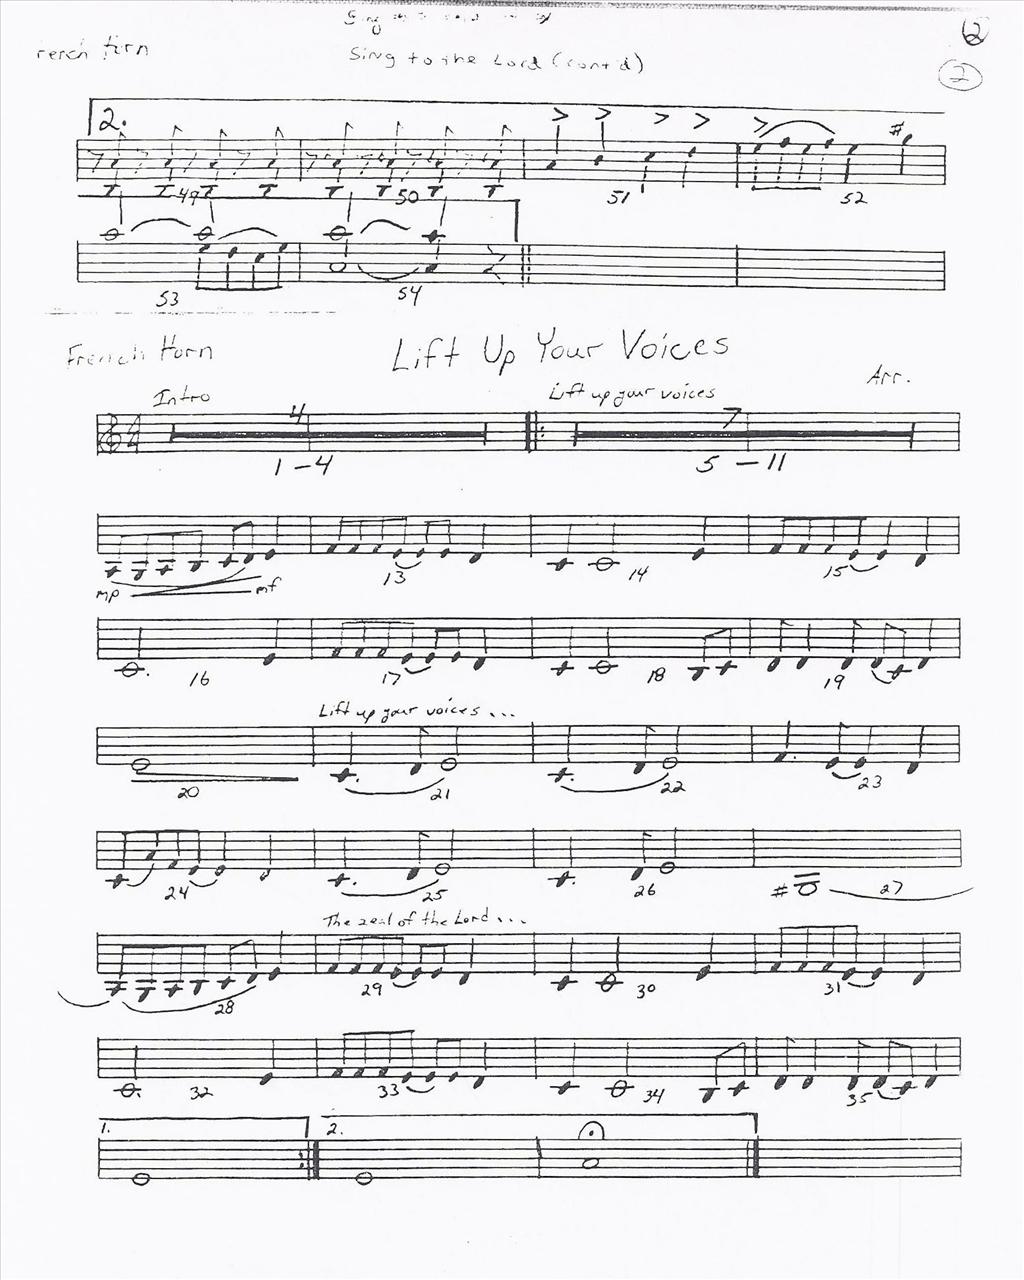 Sing
2
rench Horn
Sing to the Lord (cont'd)
2
2.
49 50 51 52
53 54
French Horn
Lift Up Your Voices
Arr.
Intro
Lift up your voices
4 7
1-4 5-11
mp mf 13 14 15
16 17 18 19
Lift up your voices...
20 21 22 23
24 25 26 27
The zeal of the Lord...
28 29 30 31
32 33 34 35
1. 2.